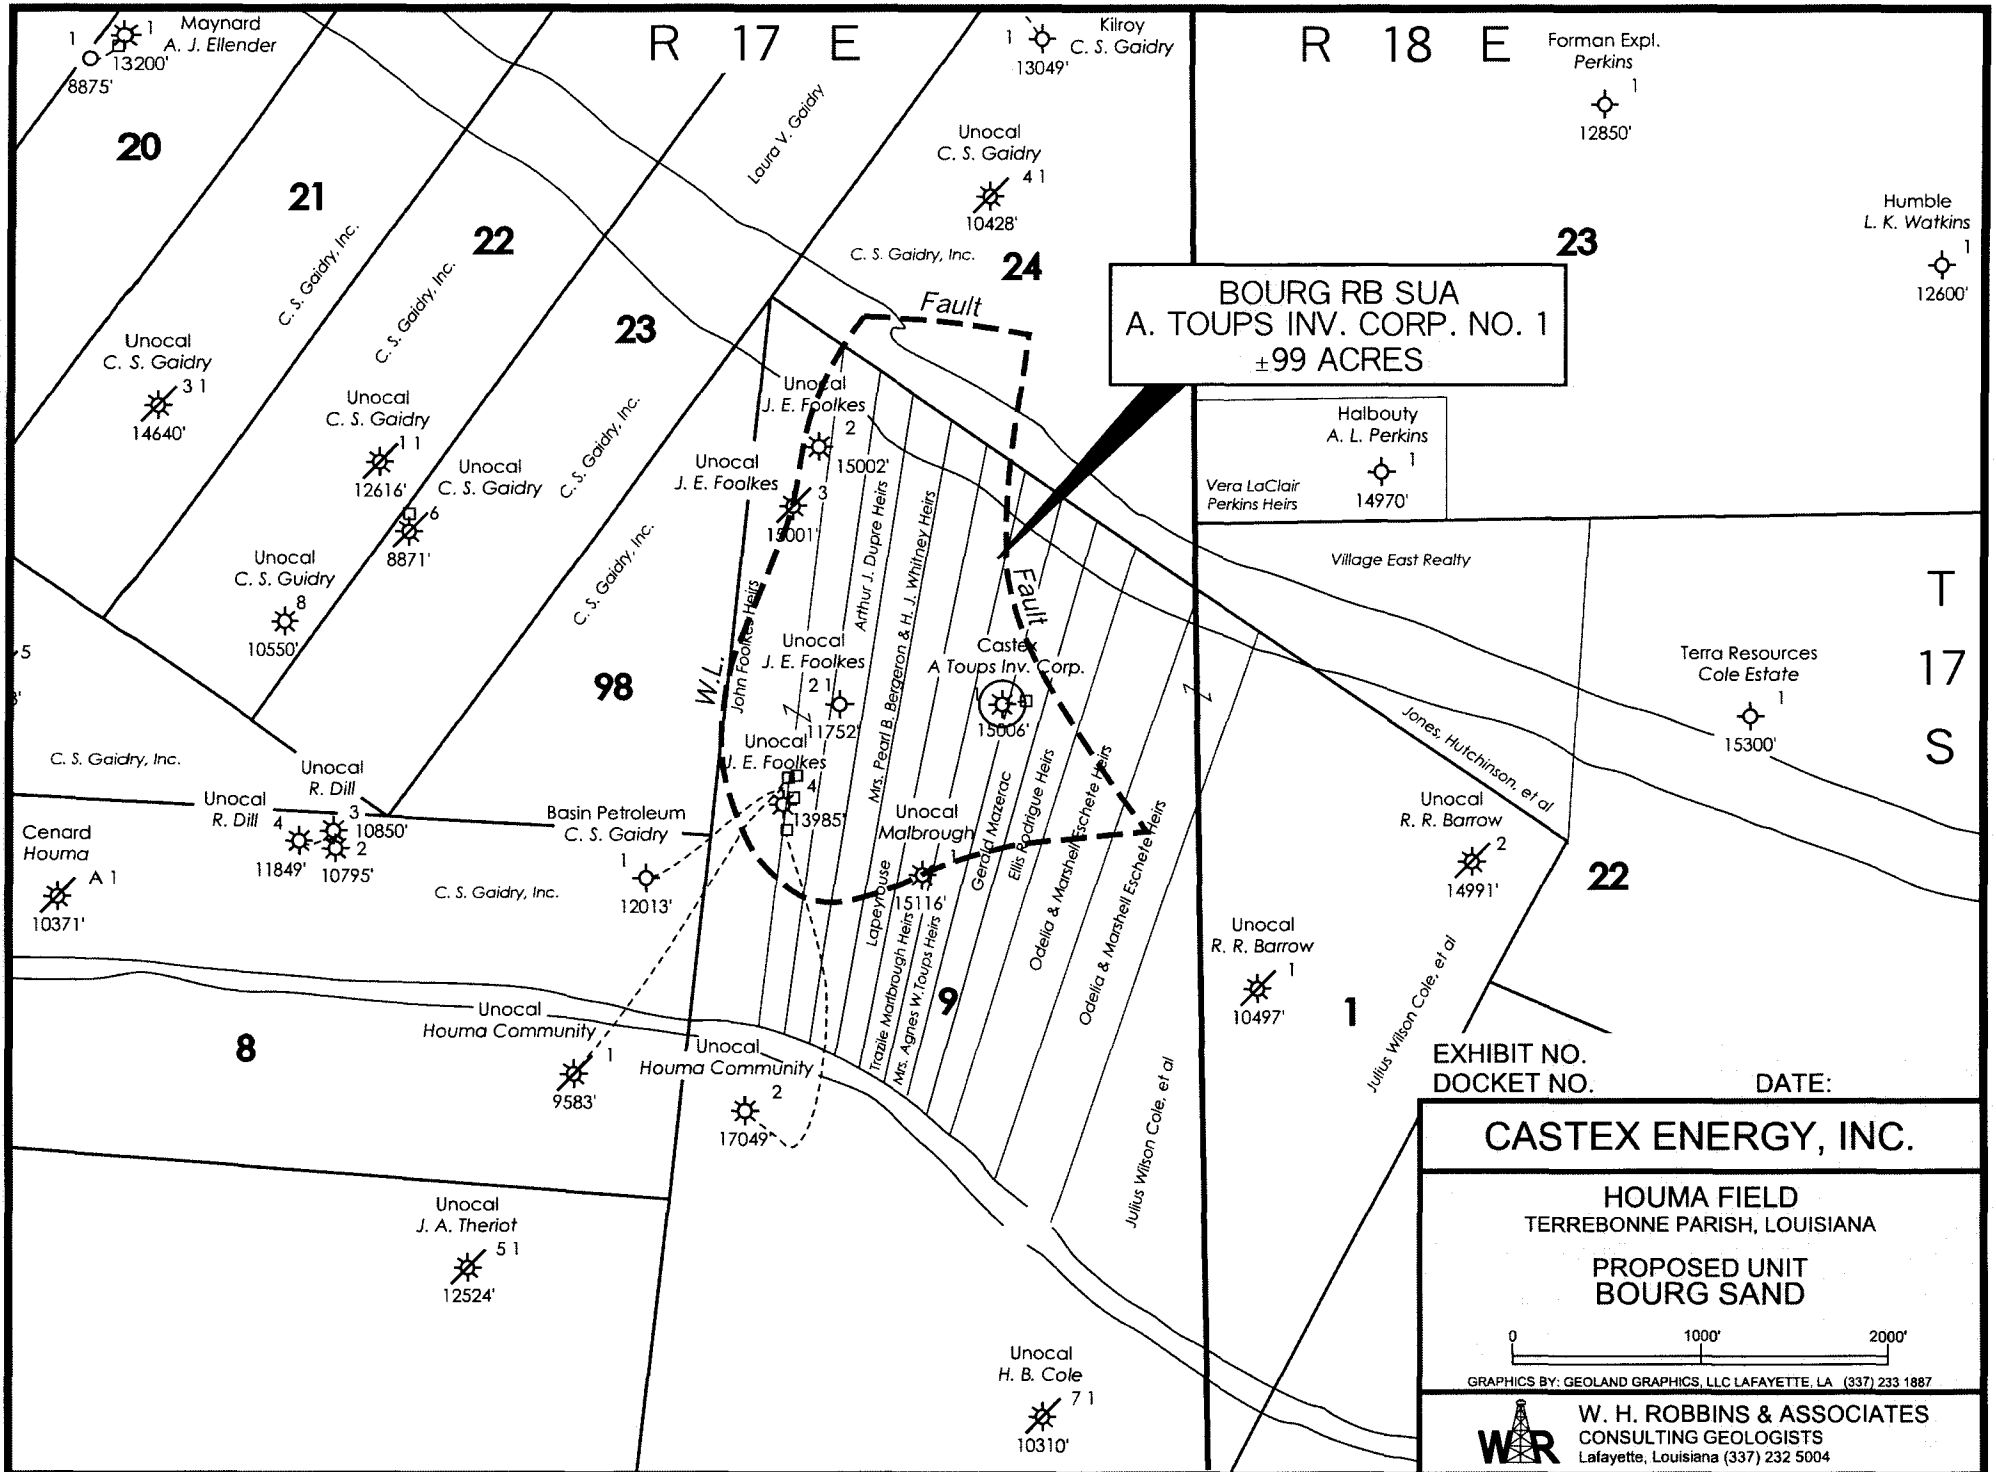 R 17 E
R 18 E
1
1
Maynard
A. J. Ellender
13200'
8875'
Kilroy
C. S. Gaidry
1
13049'
Forman Expl.
Perkins
1
12850'
20
21
22
Laura V. Gaidry
Unocal
C. S. Gaidry
4 1
10428'
C. S. Gaidry, Inc.
24
23
Humble
L. K. Watkins
1
12600'
C. S. Gaidry, Inc.
C. S. Gaidry, Inc.
23
Fault
BOURG RB SUA
A. TOUPS INV. CORP. NO. 1
±99 ACRES
Unocal
C. S. Gaidry
3 1
14640'
Unocal
C. S. Gaidry
1 1
12616'
Unocal
C. S. Gaidry
6
8871'
C. S. Gaidry, Inc.
Unocal
J. E. Foolkes
2
15002'
Unocal
J. E. Foolkes
3
15001'
Halbouty
A. L. Perkins
1
14970'
Vera LaClair
Perkins Heirs
Village East Realty
T
17
S
Unocal
C. S. Guidry
8
10550'
C. S. Gaidry, Inc.
98
W.L.
John Foolkes Heirs
Arthur J. Dupre Heirs
Mrs. Pearl B. Bergeron & H. J. Whitney Heirs
Fault
Unocal
J. E. Foolkes
2 1
11752'
Castex
A Toups Inv. Corp.
1
15006'
Z
Z
Terra Resources
Cole Estate
1
15300'
5
Jones, Hutchinson, et al
C. S. Gaidry, Inc.
Unocal
R. Dill
3
10850'
Unocal
R. Dill
4
11849'
2
10795'
Cenard
Houma
A 1
10371'
C. S. Gaidry, Inc.
Basin Petroleum
C. S. Gaidry
1
12013'
Unocal
J. E. Foolkes
4
13985'
Unocal
Malbrough
1
15116'
Lapeyrouse
Trazile Marlbrough Heirs
Mrs. Agnes W. Toups Heirs
Gerald Mazerac
Ellis Rodrigue Heirs
Odelia & Marshell Eschete Heirs
Odelia & Marshell Eschete Heirs
9
Unocal
R. R. Barrow
2
14991'
22
Unocal
R. R. Barrow
1
10497'
1
Julius Wilson Cole, et al
Julius Wilson Cole, et al
8
Unocal
Houma Community
1
9583'
Unocal
Houma Community
2
17049'
Unocal
J. A. Theriot
5 1
12524'
Unocal
H. B. Cole
7 1
10310'
EXHIBIT NO.
DOCKET NO. DATE:
CASTEX ENERGY, INC.
HOUMA FIELD
TERREBONNE PARISH, LOUISIANA
PROPOSED UNIT
BOURG SAND
0 1000' 2000'
GRAPHICS BY: GEOLAND GRAPHICS, LLC LAFAYETTE, LA (337) 233 1887
WR
W. H. ROBBINS & ASSOCIATES
CONSULTING GEOLOGISTS
Lafayette, Louisiana (337) 232 5004